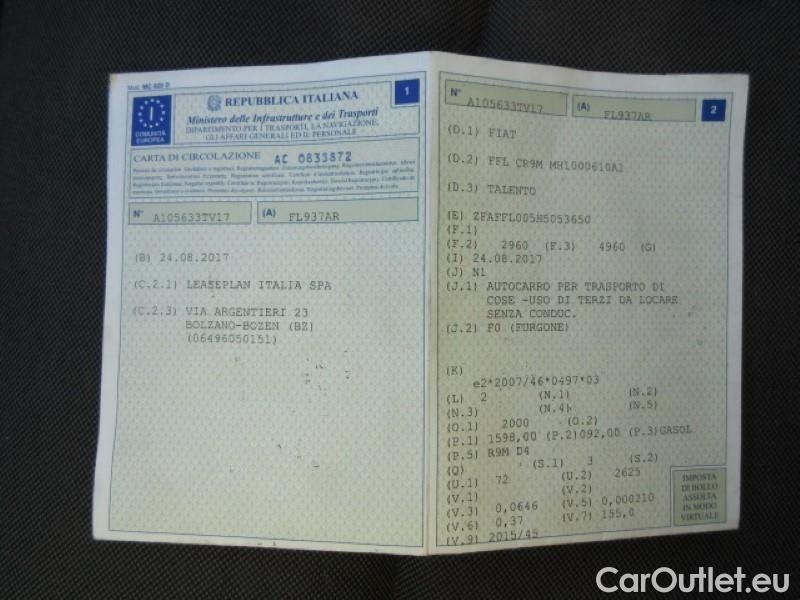 Mod. MC 820 D
I
COMUNITÀ
EUROPEA
REPUBBLICA ITALIANA
1
Ministero delle Infrastrutture e dei Trasporti
DIPARTIMENTO PER I TRASPORTI, LA NAVIGAZIONE,
GLI AFFARI GENERALI ED IL PERSONALE
CARTA DI CIRCOLAZIONE AC 0833872
N° A105633TV17 (A) FL937AR
(B) 24.08.2017
(C.2.1) LEASEPLAN ITALIA SPA
(C.2.3) VIA ARGENTIERI 23
BOLZANO-BOZEN (BZ)
(06496050151)
N° A105633TV17 (A) FL937AR 2
(D.1) FIAT
(D.2) FFL CR9M MH1000610A1
(D.3) TALENTO
(E) ZFAFFL005H5053650
(F.1)
(F.2) 2960 (F.3) 4960 (G)
(I) 24.08.2017
(J) N1
(J.1) AUTOCARRO PER TRASPORTO DI
COSE -USO DI TERZI DA LOCARE
SENZA CONDUC.
(J.2) F0 (FURGONE)
(K)
e2*2007/46*0497*03
(L) 2 (N.1) (N.2)
(N.3) (N.4) (N.5)
(O.1) 2000 (O.2)
(P.1) 1598,00 (P.2)092,00 (P.3)GASOL
(P.5) R9M D4
(Q) (S.1) 3 (S.2)
(U.1) 72 (U.2) 2625
(V.1) (V.2)
(V.3) 0,0646 (V.5) 0,000210
(V.6) 0,37 (V.7) 155,0
(V.9) 2015/45
IMPOSTA
DI BOLLO
ASSOLTA
IN MODO
VIRTUALE
CarOutlet.eu